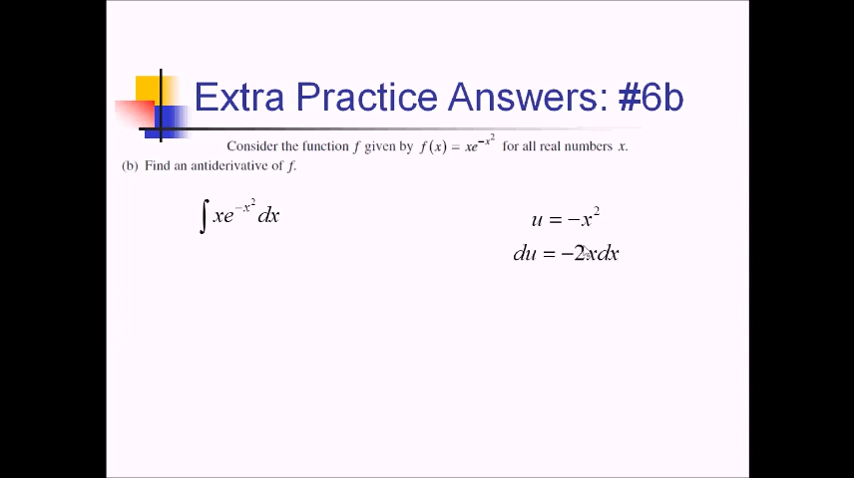 Extra Practice Answers: #6b
Consider the function f given by f(x) = xe^{-x^2} for all real numbers x.
(b) Find an antiderivative of f.
∫ xe^{-x^2} dx
u = -x^2
du = -2xdx